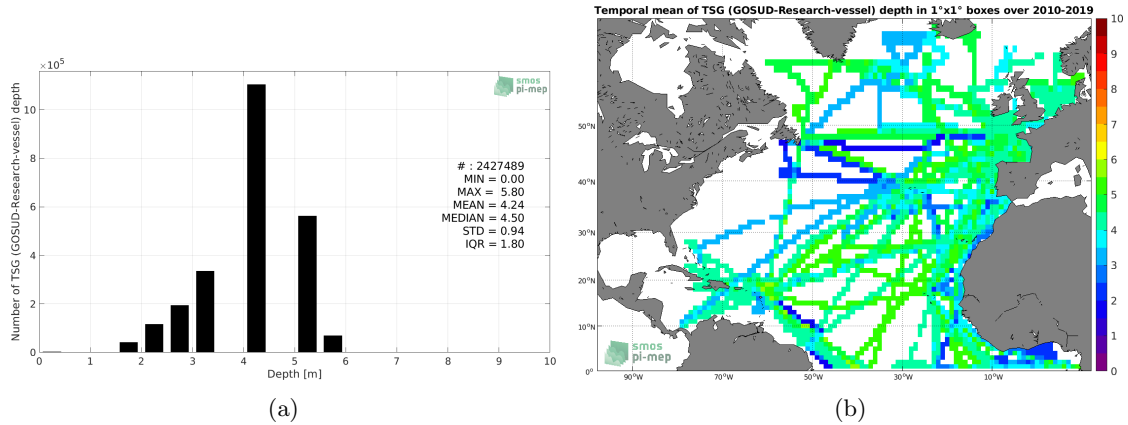 Temporal mean of TSG (GOSUD-Research-vessel) depth in 1°x1° boxes over 2010-2019
×10⁵
Number of TSG (GOSUD-Research-vessel) depth
10
8
6
4
2
0
smos
pi-mep
# : 2427489
MIN = 0.00
MAX = 5.80
MEAN = 4.24
MEDIAN = 4.50
STD = 0.94
IQR = 1.80
0 1 2 3 4 5 6 7 8 9 10
Depth [m]
(a)
50°N
40°N
30°N
20°N
10°N
0°
smos
pi-mep
90°W 70°W 50°W 30°W 10°W
10
9
8
7
6
5
4
3
2
1
0
(b)